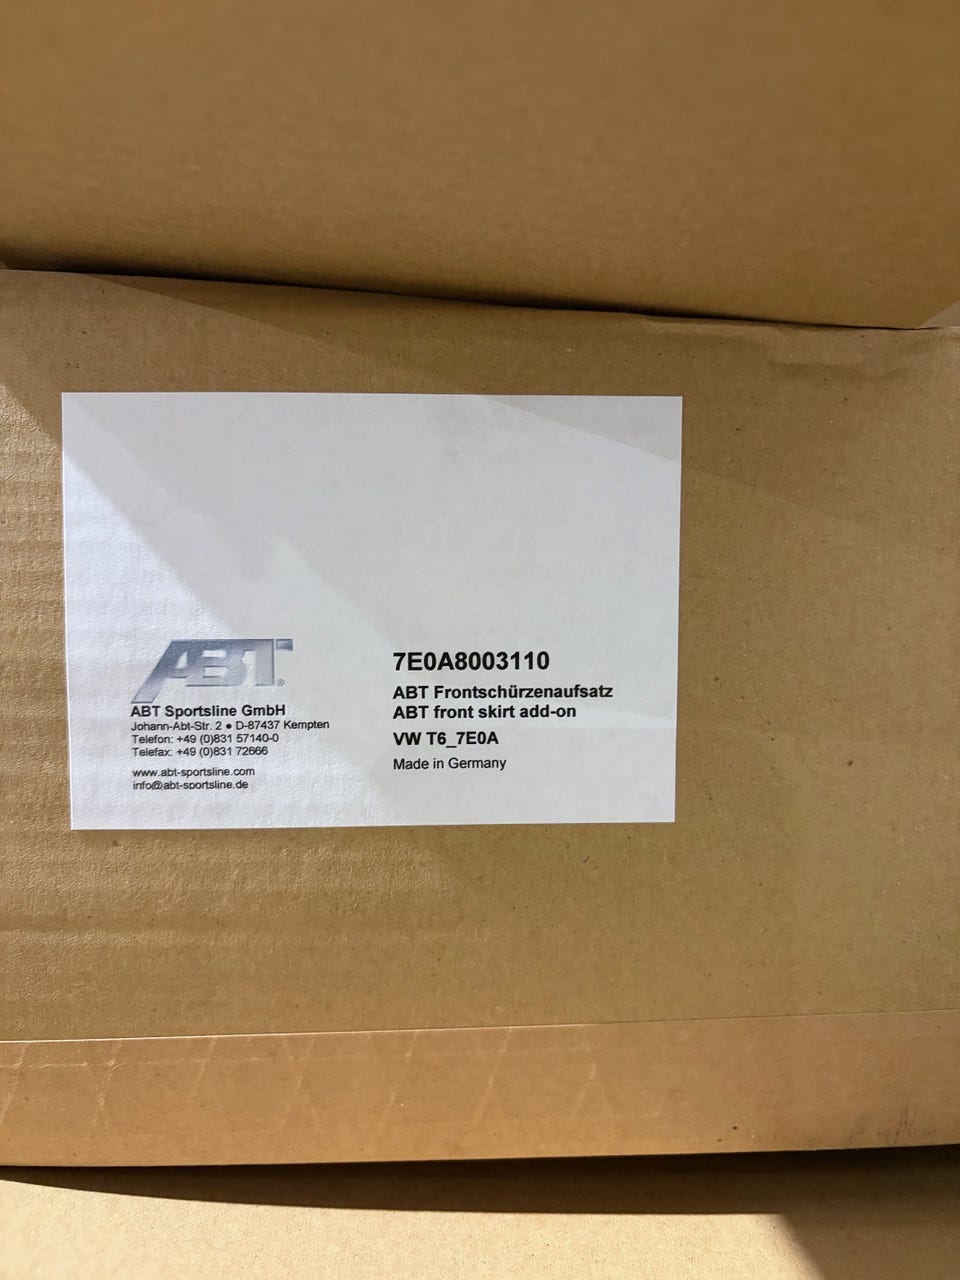 ABT®
ABT Sportsline GmbH
Johann-Abt-Str. 2 ● D-87437 Kempten
Telefon: +49 (0)831 57140-0
Telefax: +49 (0)831 72666
www.abt-sportsline.com
info@abt-sportsline.de
7E0A8003110
ABT Frontschürzenaufsatz
ABT front skirt add-on
VW T6_7E0A
Made in Germany